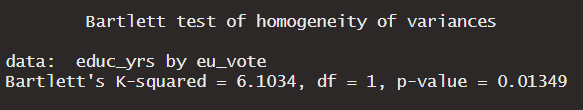 Bartlett test of homogeneity of variances
data:  educ_yrs by eu_vote
Bartlett's K-squared = 6.1034, df = 1, p-value = 0.01349